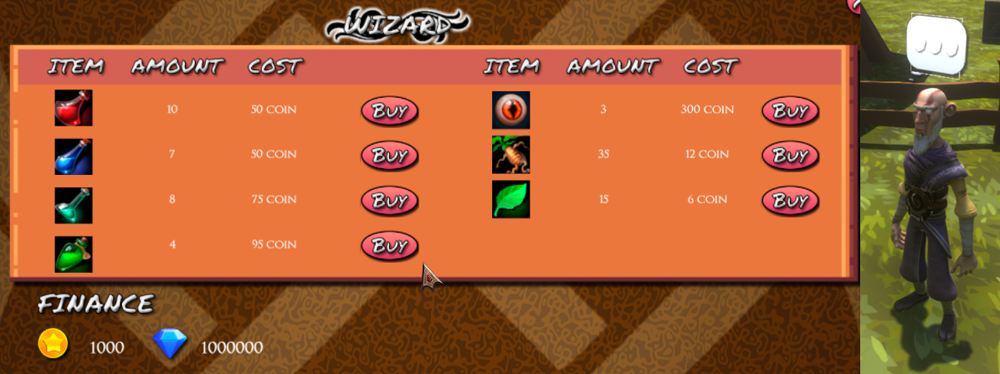 WIZARD
ITEM AMOUNT COST ITEM AMOUNT COST
10 50 COIN BUY 3 300 COIN BUY
7 50 COIN BUY 35 12 COIN BUY
8 75 COIN BUY 15 6 COIN BUY
4 95 COIN BUY
FINANCE
1000 1000000